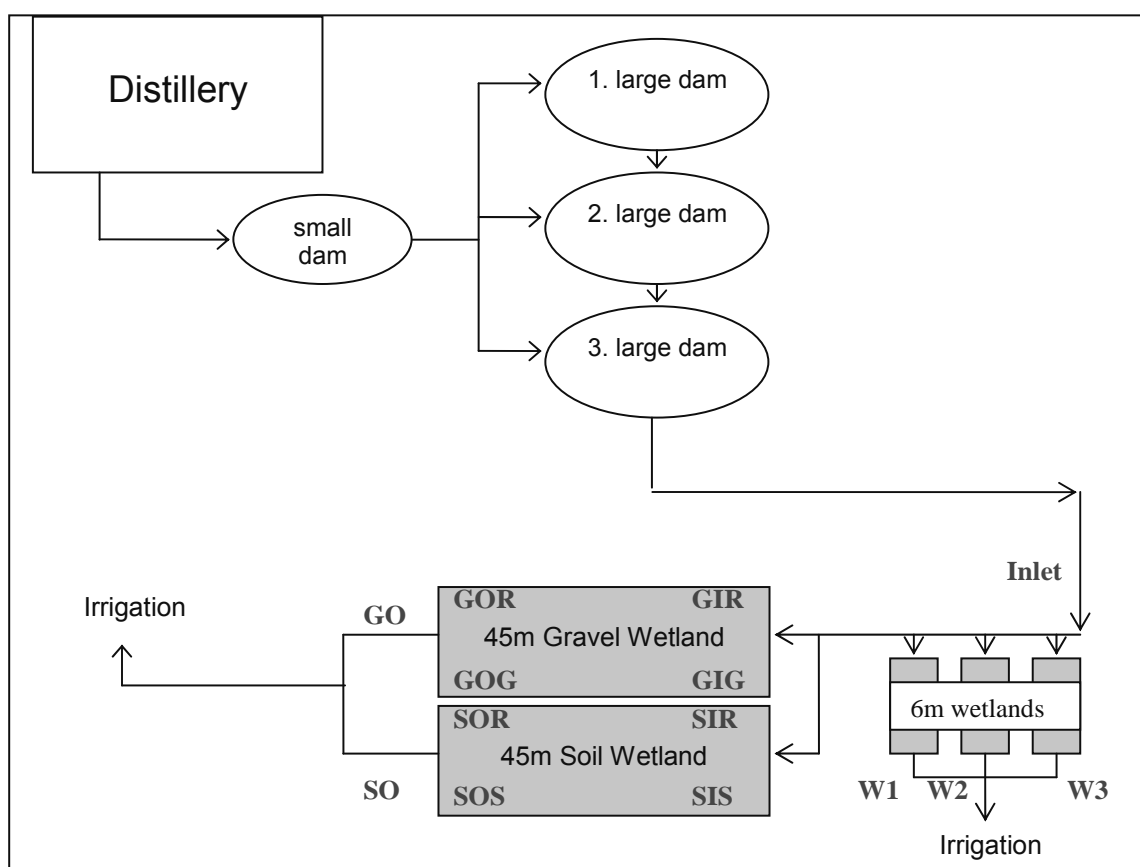 Distillery
1. large dam
2. large dam
small
dam
3. large dam
Inlet
Irrigation
GO
GOR
GIR
45m Gravel Wetland
GOG
GIG
6m wetlands
SOR
SIR
45m Soil Wetland
SO
SOS
SIS
W1
W2
W3
Irrigation